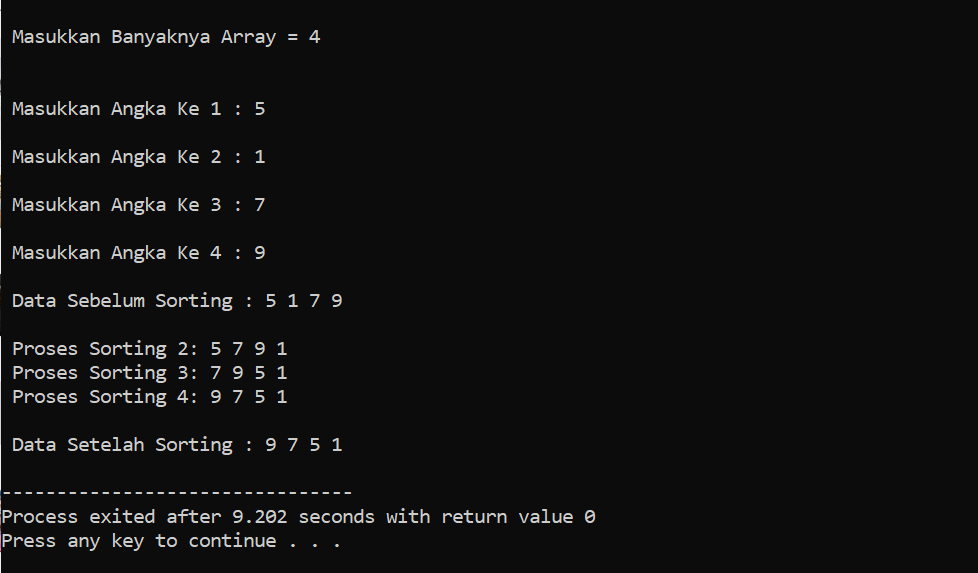 Masukkan Banyaknya Array = 4
Masukkan Angka Ke 1 : 5
Masukkan Angka Ke 2 : 1
Masukkan Angka Ke 3 : 7
Masukkan Angka Ke 4 : 9
Data Sebelum Sorting : 5 1 7 9
Proses Sorting 2: 5 7 9 1
Proses Sorting 3: 7 9 5 1
Proses Sorting 4: 9 7 5 1
Data Setelah Sorting : 9 7 5 1
--------------------------------
Process exited after 9.202 seconds with return value 0
Press any key to continue . . .